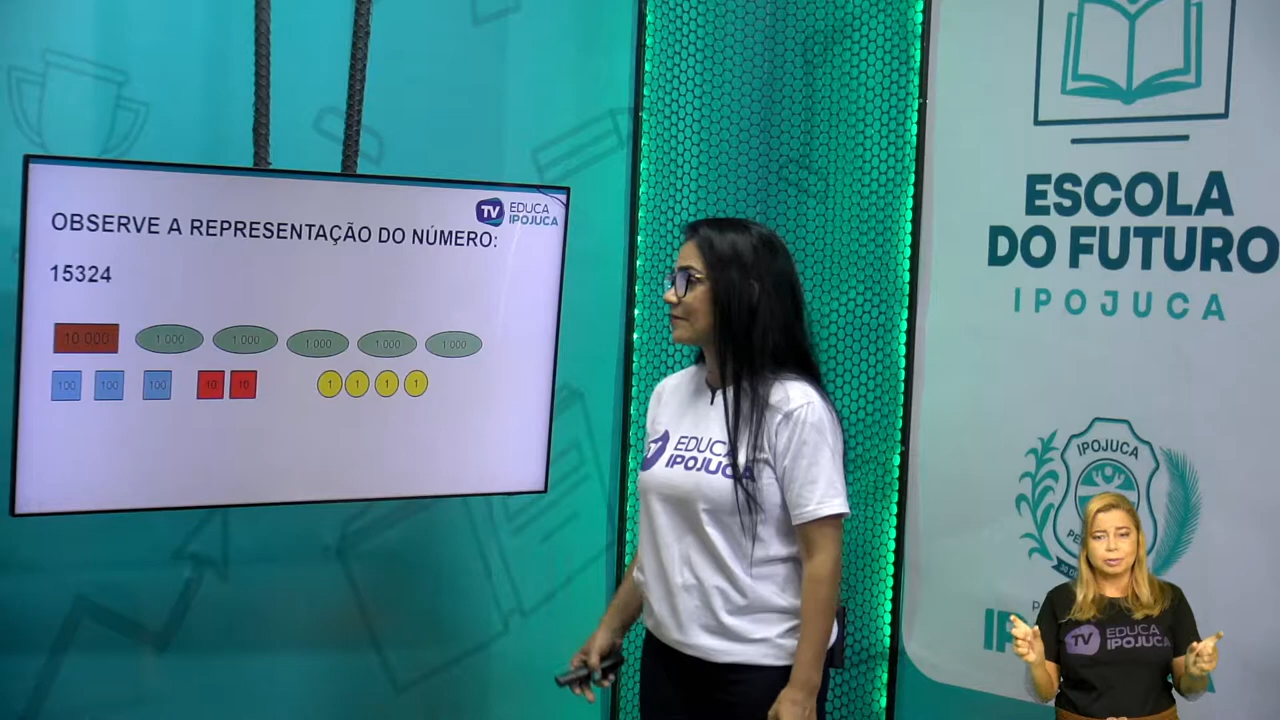 TV EDUCA
IPOJUCA
OBSERVE A REPRESENTAÇÃO DO NÚMERO:
15324
10 000 1.000 1.000 1.000 1.000 1.000
100 100 100 10 10 1 1 1 1
TV EDUCA
IPOJUCA
ESCOLA
DO FUTURO
IPOJUCA
IPOJUCA
TV EDUCA
IPOJUCA